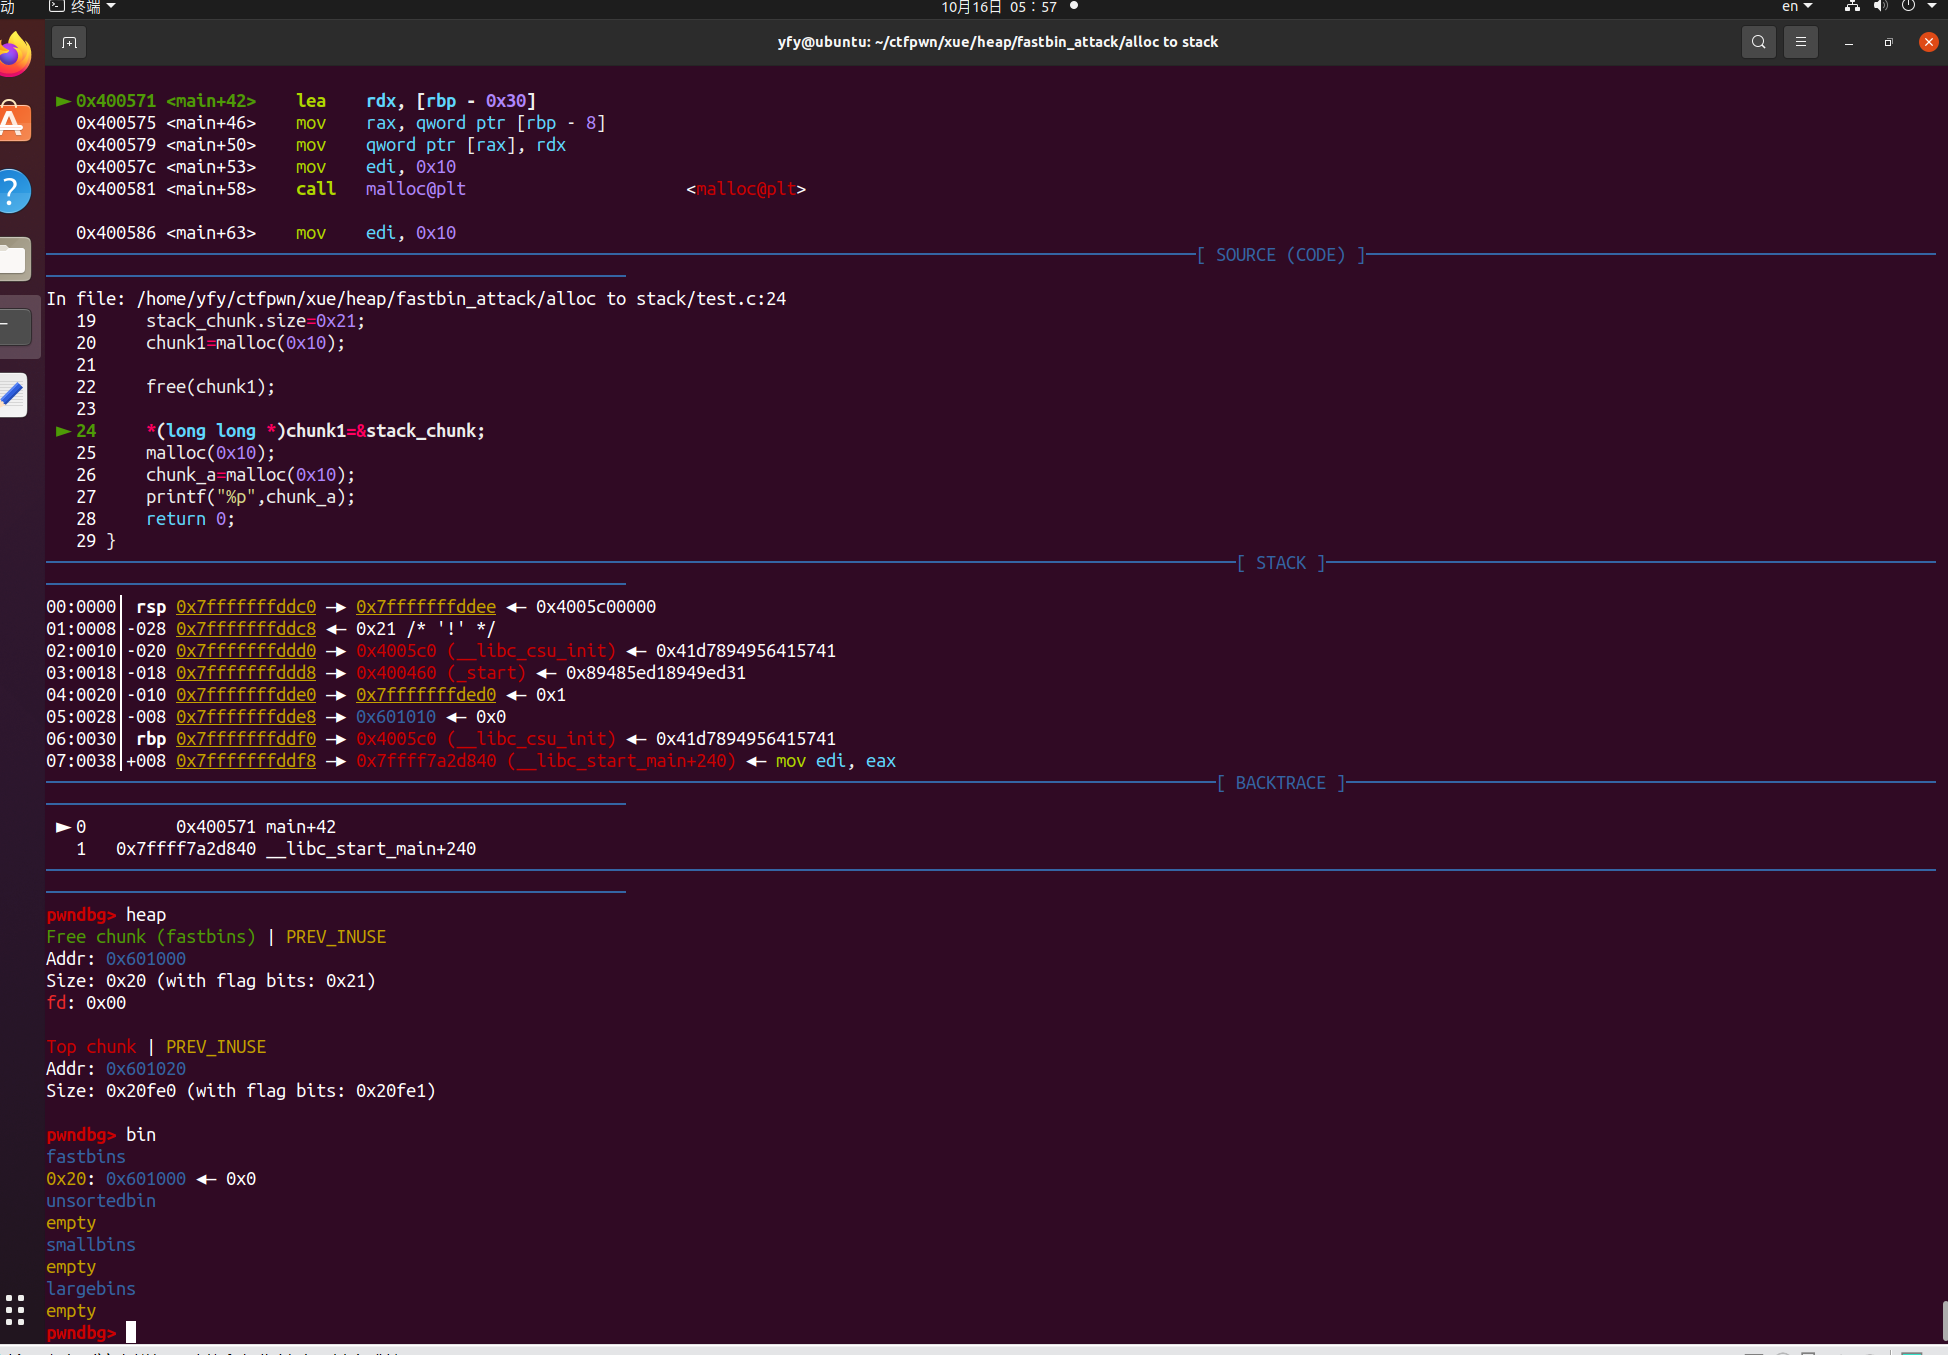 动 终端 10月16日 05：57 en
yfy@ubuntu: ~/ctfpwn/xue/heap/fastbin_attack/alloc to stack
► 0x400571 <main+42> lea rdx, [rbp - 0x30]
0x400575 <main+46> mov rax, qword ptr [rbp - 8]
0x400579 <main+50> mov qword ptr [rax], rdx
0x40057c <main+53> mov edi, 0x10
0x400581 <main+58> call malloc@plt <malloc@plt>
0x400586 <main+63> mov edi, 0x10
[ SOURCE (CODE) ]
In file: /home/yfy/ctfpwn/xue/heap/fastbin_attack/alloc to stack/test.c:24
19 stack_chunk.size=0x21;
20 chunk1=malloc(0x10);
21
22 free(chunk1);
23
► 24 *(long long *)chunk1=&stack_chunk;
25 malloc(0x10);
26 chunk_a=malloc(0x10);
27 printf("%p",chunk_a);
28 return 0;
29 }
[ STACK ]
00:0000│ rsp 0x7fffffffddc0 —► 0x7fffffffddee ◄— 0x4005c00000
01:0008│-028 0x7fffffffddc8 ◄— 0x21 /* '!' */
02:0010│-020 0x7fffffffddd0 —► 0x4005c0 (__libc_csu_init) ◄— 0x41d7894956415741
03:0018│-018 0x7fffffffddd8 —► 0x400460 (_start) ◄— 0x89485ed18949ed31
04:0020│-010 0x7fffffffdde0 —► 0x7fffffffded0 ◄— 0x1
05:0028│-008 0x7fffffffdde8 —► 0x601010 ◄— 0x0
06:0030│ rbp 0x7fffffffddf0 —► 0x4005c0 (__libc_csu_init) ◄— 0x41d7894956415741
07:0038│+008 0x7fffffffddf8 —► 0x7ffff7a2d840 (__libc_start_main+240) ◄— mov edi, eax
[ BACKTRACE ]
► 0 0x400571 main+42
1 0x7ffff7a2d840 __libc_start_main+240
pwndbg> heap
Free chunk (fastbins) | PREV_INUSE
Addr: 0x601000
Size: 0x20 (with flag bits: 0x21)
fd: 0x00
Top chunk | PREV_INUSE
Addr: 0x601020
Size: 0x20fe0 (with flag bits: 0x20fe1)
pwndbg> bin
fastbins
0x20: 0x601000 ◄— 0x0
unsortedbin
empty
smallbins
empty
largebins
empty
pwndbg>